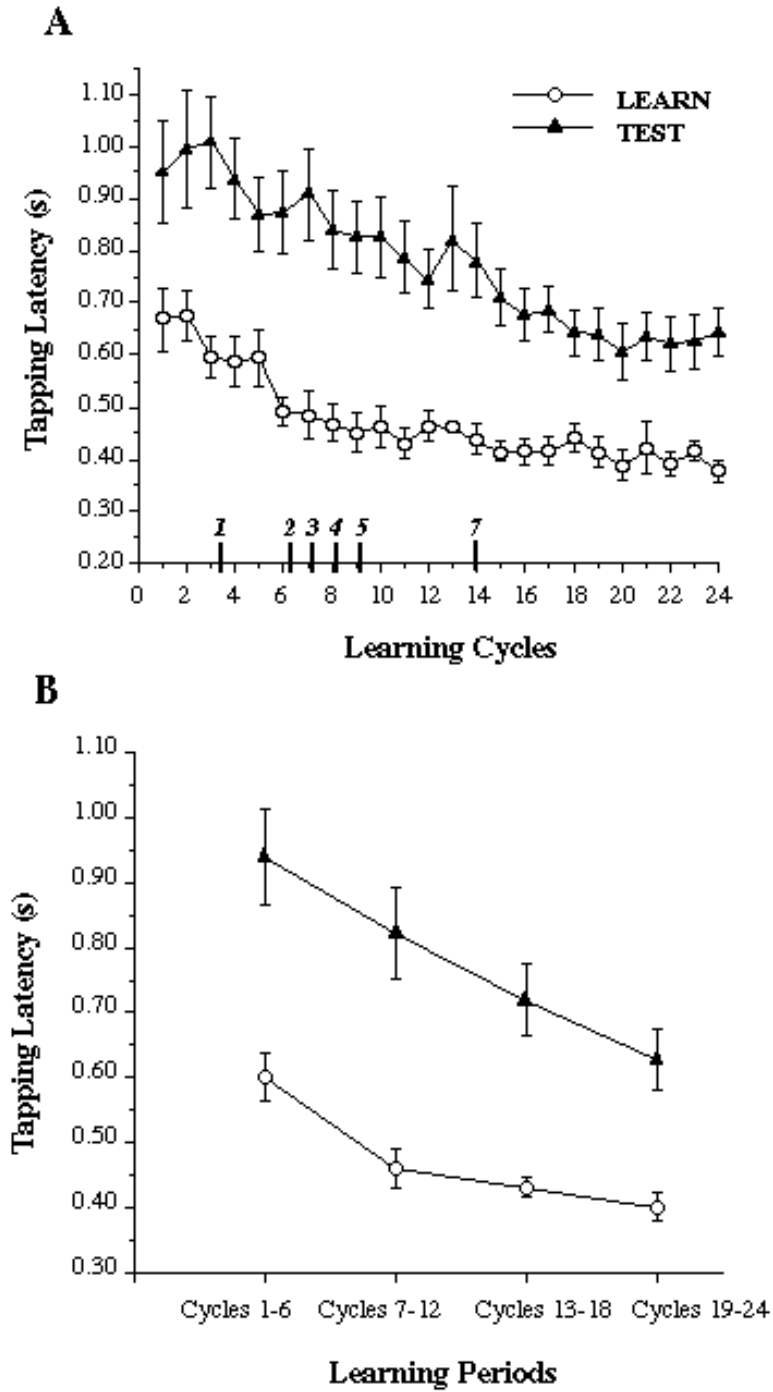 A
1.10
1.00
0.90
0.80
0.70
0.60
0.50
0.40
0.30
0.20
Tapping Latency (s)
LEARN
TEST
1 2 3 4 5 7
0 2 4 6 8 10 12 14 16 18 20 22 24
Learning Cycles
B
1.10
1.00
0.90
0.80
0.70
0.60
0.50
0.40
0.30
Tapping Latency (s)
Cycles 1-6 Cycles 7-12 Cycles 13-18 Cycles 19-24
Learning Periods